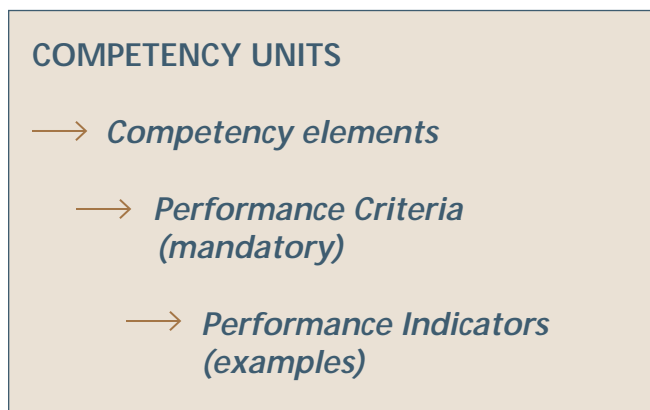 COMPETENCY UNITS
Competency elements
Performance Criteria
(mandatory)
Performance Indicators
(examples)